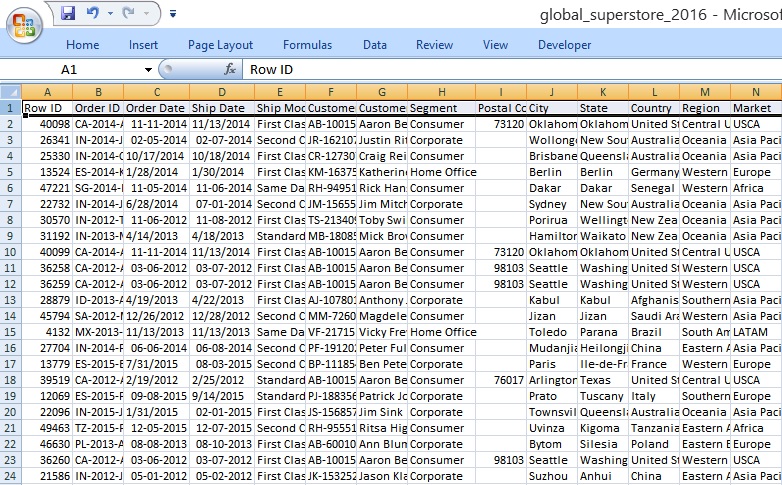 global_superstore_2016 - Microsof
Home Insert Page Layout Formulas Data Review View Developer
A1 fx Row ID
A B C D E F G H I J K L M N
1 Row ID Order ID Order Date Ship Date Ship Moc Custome Custome Segment Postal Cc City State Country Region Market
2 40098 CA-2014-A 11-11-2014 11/13/2014 First Clas AB-10015 Aaron Be Consumer 73120 Oklahom Oklahom United St Central U USCA
3 26341 IN-2014-J 02-05-2014 02-07-2014 Second C JR-16210 Justin Rit Corporate Wollong New Sou Australia Oceania Asia Paci
4 25330 IN-2014-C 10/17/2014 10/18/2014 First Clas CR-12730 Craig Rei Consumer Brisbane Queensl Australia Oceania Asia Paci
5 13524 ES-2014-K 1/28/2014 1/30/2014 First Clas KM-1637 Katherin Home Office Berlin Berlin Germany Western Europe
6 47221 SG-2014-I 11-05-2014 11-06-2014 Same Da RH-9495 Rick Han Consumer Dakar Dakar Senegal Western Africa
7 22732 IN-2014-J 6/28/2014 07-01-2014 Second C JM-15655 Jim Mitch Corporate Sydney New Sou Australia Oceania Asia Paci
8 30570 IN-2012-T 11-06-2012 11-08-2012 First Clas TS-21340 Toby Swi Consumer Porirua Wellingt New Zea Oceania Asia Paci
9 31192 IN-2013-M 4/14/2013 4/18/2013 Standard MB-1808 Mick Bro Consumer Hamilton Waikato New Zea Oceania Asia Paci
10 40099 CA-2014-A 11-11-2014 11/13/2014 First Clas AB-10015 Aaron Be Consumer 73120 Oklahom Oklahom United St Central U USCA
11 36258 CA-2012-A 03-06-2012 03-07-2012 First Clas AB-10015 Aaron Be Consumer 98103 Seattle Washing United St Western USCA
12 36259 CA-2012-A 03-06-2012 03-07-2012 First Clas AB-10015 Aaron Be Consumer 98103 Seattle Washing United St Western USCA
13 28879 ID-2013-A 4/19/2013 4/22/2013 First Clas AJ-10780 Anthony Corporate Kabul Kabul Afghanis Southern Asia Paci
14 45794 SA-2012-M 12/26/2012 12/28/2012 Second C MM-7260 Magdele Consumer Jizan Jizan Saudi Ara Western Asia Paci
15 4132 MX-2013- 11/13/2013 11/13/2013 Same Da VF-21715 Vicky Fre Home Office Toledo Parana Brazil South Am LATAM
16 27704 IN-2014-P 06-06-2014 06-08-2014 Second C PF-19120 Peter Ful Consumer Mudanjia Heilongj China Eastern A Asia Paci
17 13779 ES-2015-B 7/31/2015 08-03-2015 Second C BP-11185 Ben Pete Corporate Paris Ile-de-Fr France Western Europe
18 39519 CA-2012-A 2/19/2012 2/25/2012 Standard AB-10015 Aaron Be Consumer 76017 Arlington Texas United St Central U USCA
19 12069 ES-2015-P 09-08-2015 9/14/2015 Standard PJ-18835 Patrick Jo Corporate Prato Tuscany Italy Southern Europe
20 22096 IN-2015-J 1/31/2015 02-01-2015 First Clas JS-15685 Jim Sink Corporate Townsvil Queensl Australia Oceania Asia Paci
21 49463 TZ-2015-F 12-05-2015 12-07-2015 Second C RH-9555 Ritsa Hig Consumer Uvinza Kigoma Tanzania Eastern A Africa
22 46630 PL-2013-A 08-08-2013 08-10-2013 Second C AB-60010 Ann Blun Consumer Bytom Silesia Poland Eastern E Europe
23 36260 CA-2012-A 03-06-2012 03-07-2012 First Clas AB-10015 Aaron Be Consumer 98103 Seattle Washing United St Western USCA
24 21586 IN-2012-J 05-01-2012 05-02-2012 First Clas JK-15325 Jason Kla Corporate Suzhou Anhui China Eastern A Asia Paci